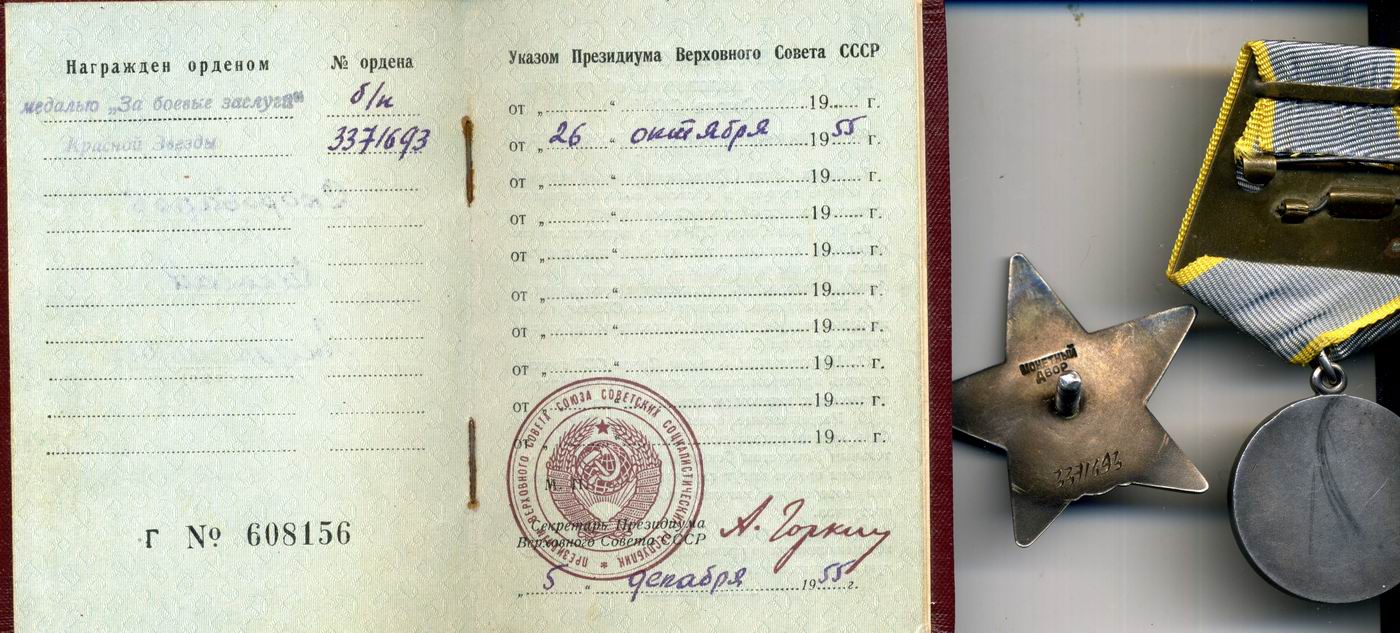 Награжден орденом
№ ордена
медалью „За боевые заслуги“
б/н
Красной Звезды
3371693
Г № 608156
Указом Президиума Верховного Совета СССР
от „ “ 19 г.
от „ 26 “ октября 1955 г.
от „ “ 19 г.
от „ “ 19 г.
от „ “ 19 г.
от „ “ 19 г.
от „ “ 19 г.
от „ “ 19 г.
от „ “ 19 г.
от „ “ 19 г.
М. П.
ПРЕЗИДИУМ ВЕРХОВНОГО СОВЕТА СОЮЗА СОВЕТСКИХ СОЦИАЛИСТИЧЕСКИХ РЕСПУБЛИК
Секретарь Президиума
Верховного Совета СССР
А. Горкин
„ 5 “ декабря 1955 г.
МОНЕТНЫЙ
ДВОР
3371693